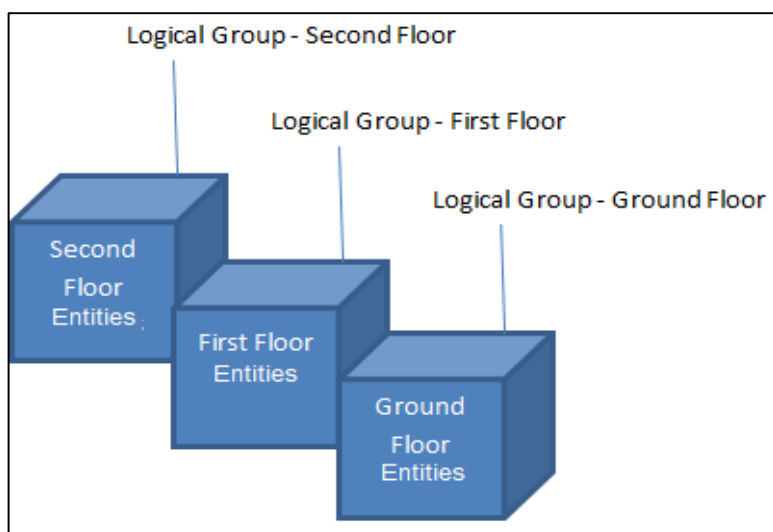 Logical Group - Second Floor
Logical Group - First Floor
Logical Group - Ground Floor
Second
Floor
Entities ;
First Floor
Entities
Ground
Floor
Entities